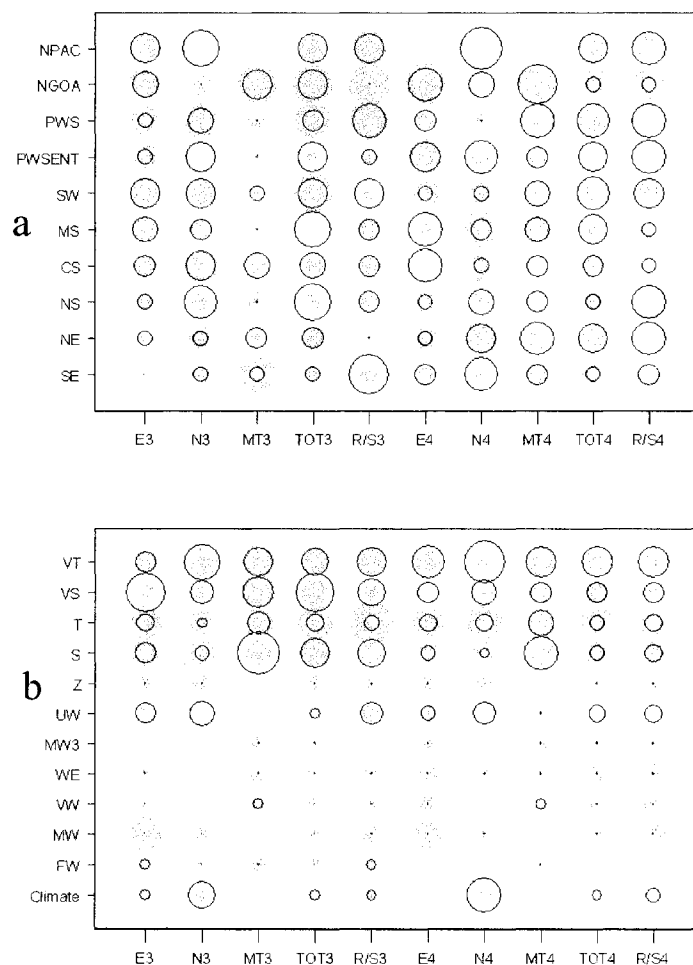 NPAC
NGOA
PWS
PWSENT
SW
MS
CS
NS
NE
SE
a
E3 N3 MT3 TOT3 R/S3 E4 N4 MT4 TOT4 R/S4
VT
VS
T
S
Z
UW
MW3
WE
VW
MW
FW
Climate
b
E3 N3 MT3 TOT3 R/S3 E4 N4 MT4 TOT4 R/S4